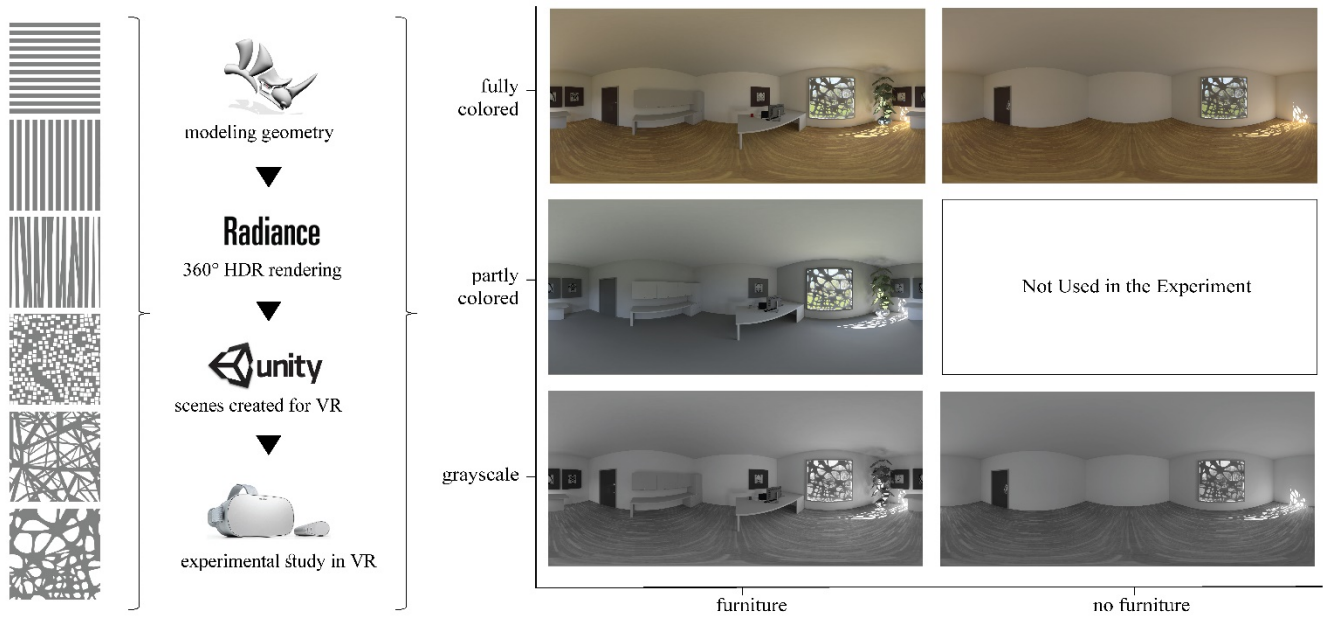 modeling geometry
Radiance
360° HDR rendering
unity
scenes created for VR
experimental study in VR
fully
colored
partly
colored
Not Used in the Experiment
grayscale
furniture
no furniture